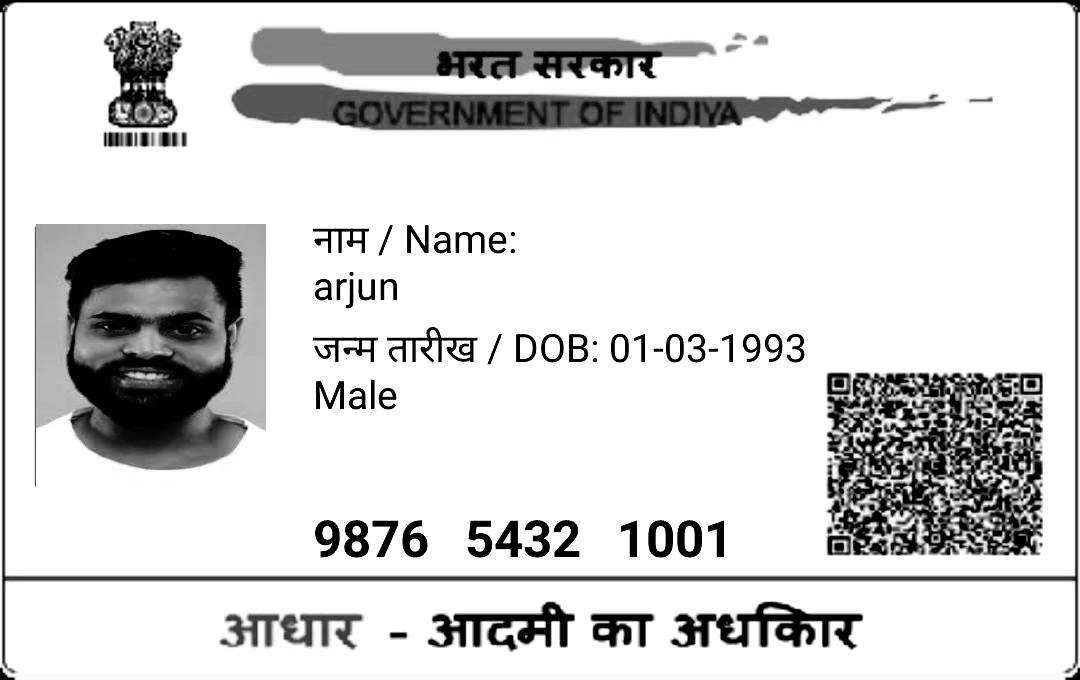 भरत सरकार
GOVERNMENT OF INDIYA
नाम / Name:
arjun
जन्म तारीख / DOB: 01-03-1993
Male
9876 5432 1001
आधार - आदमी का अधकिार